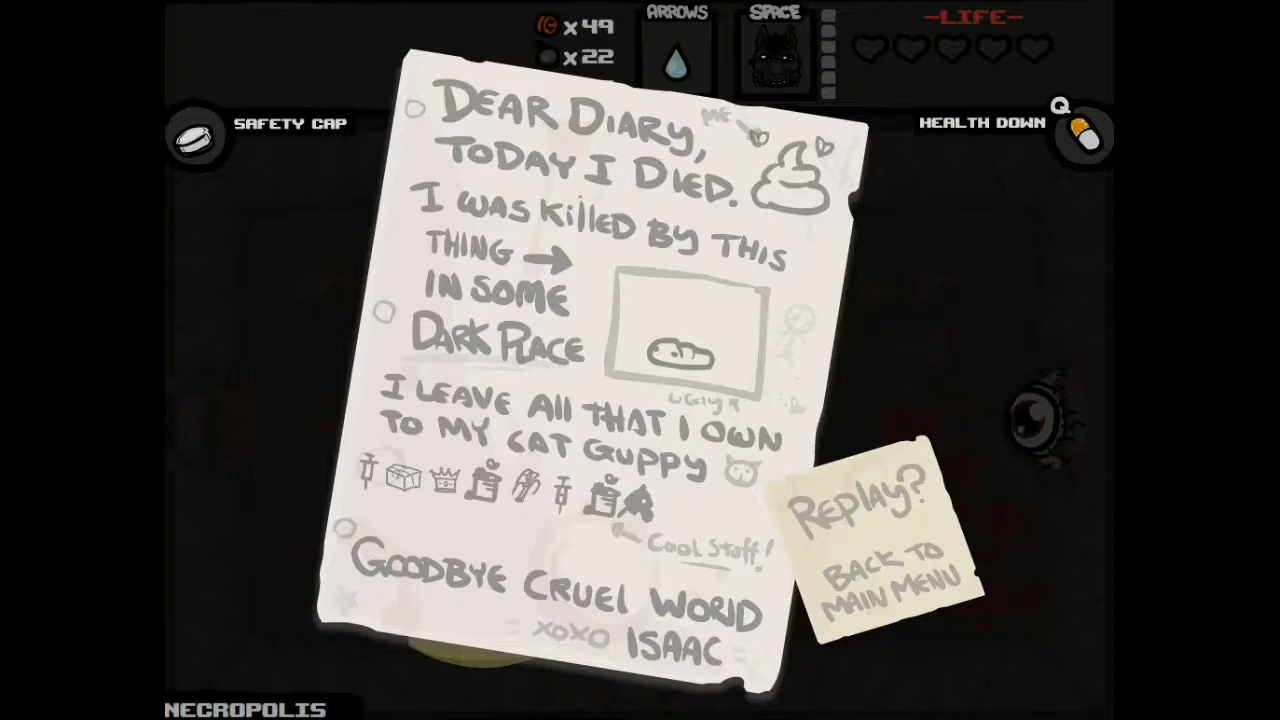 x49
x22
ARROWS
SPACE
-LIFE-
SAFETY CAP
HEALTH DOWN
Q
DEAR DIARY,
ME
TODAY I DIED.
I WAS KILLED BY THIS
THING →
IN SOME
DARK PLACE
UGLY
I LEAVE ALL THAT I OWN
TO MY CAT GUPPY
COOL STUFF!
GOODBYE CRUEL WORLD
XOXO ISAAC
REPLAY?
BACK TO
MAIN MENU
NECROPOLIS